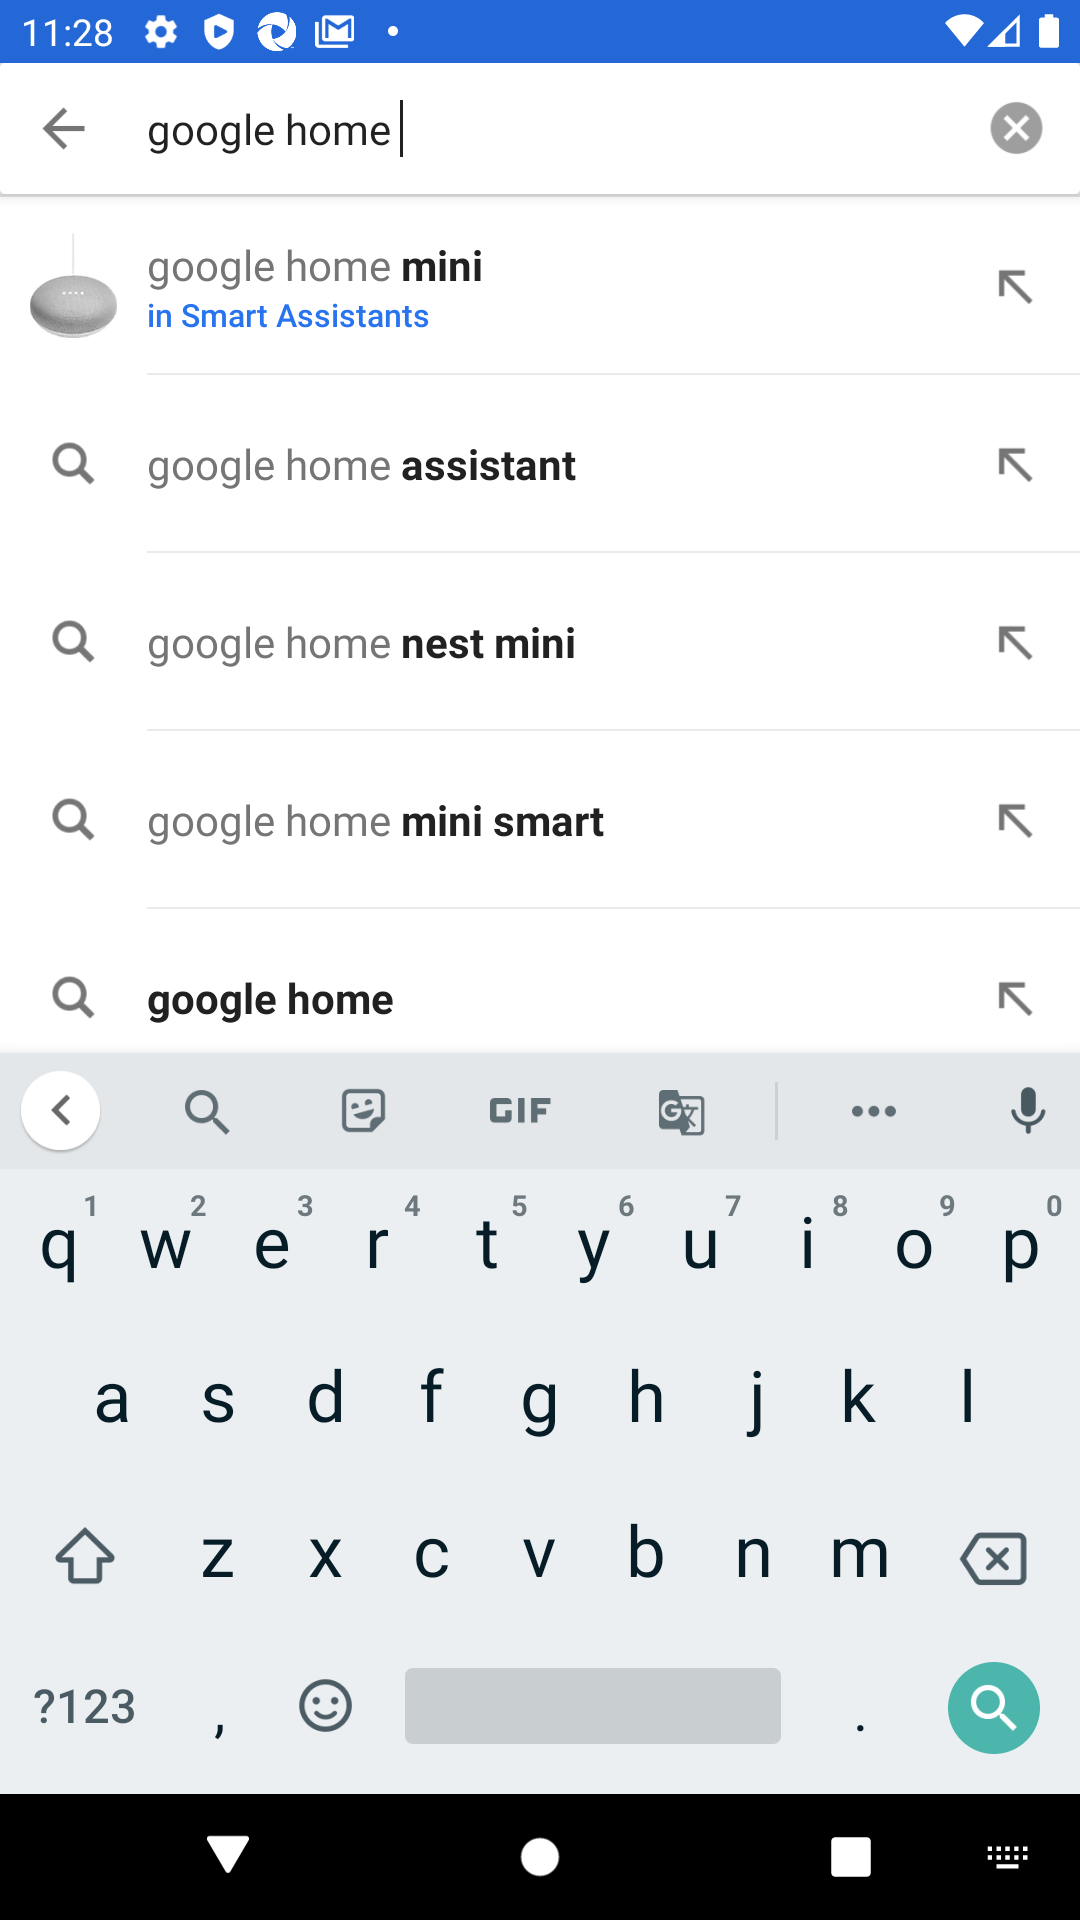 11:28
google home
google home mini
in Smart Assistants
google home assistant
google home nest mini
google home mini smart
google home
GIF
G
1 2 3 4 5 6 7 8 9 0
q w e r t y u i o p
a s d f g h j k l
z x c v b n m
?123 , .